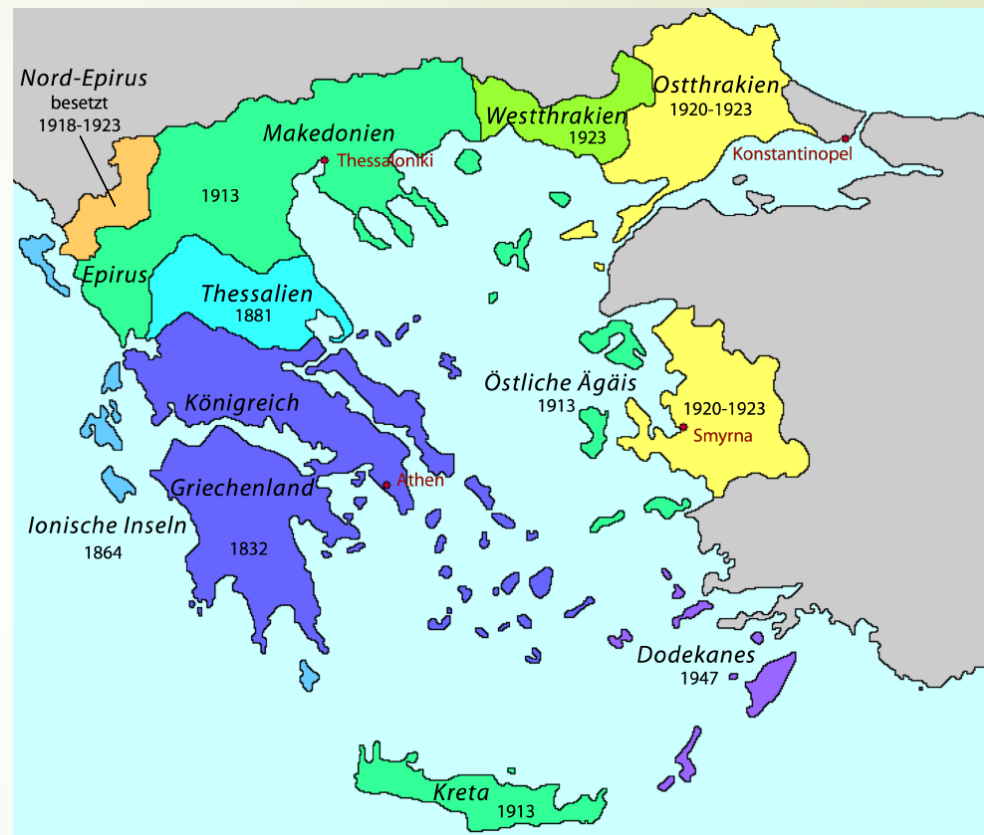 Nord-Epirus
besetzt
1918-1923
Makedonien
Thessaloniki
1913
Westthrakien
1923
Ostthrakien
1920-1923
Konstantinopel
Epirus
Thessalien
1881
Östliche Ägäis
1913
1920-1923
Smyrna
Königreich
Griechenland
1832
Athen
Ionische Inseln
1864
Dodekanes
1947
Kreta
1913